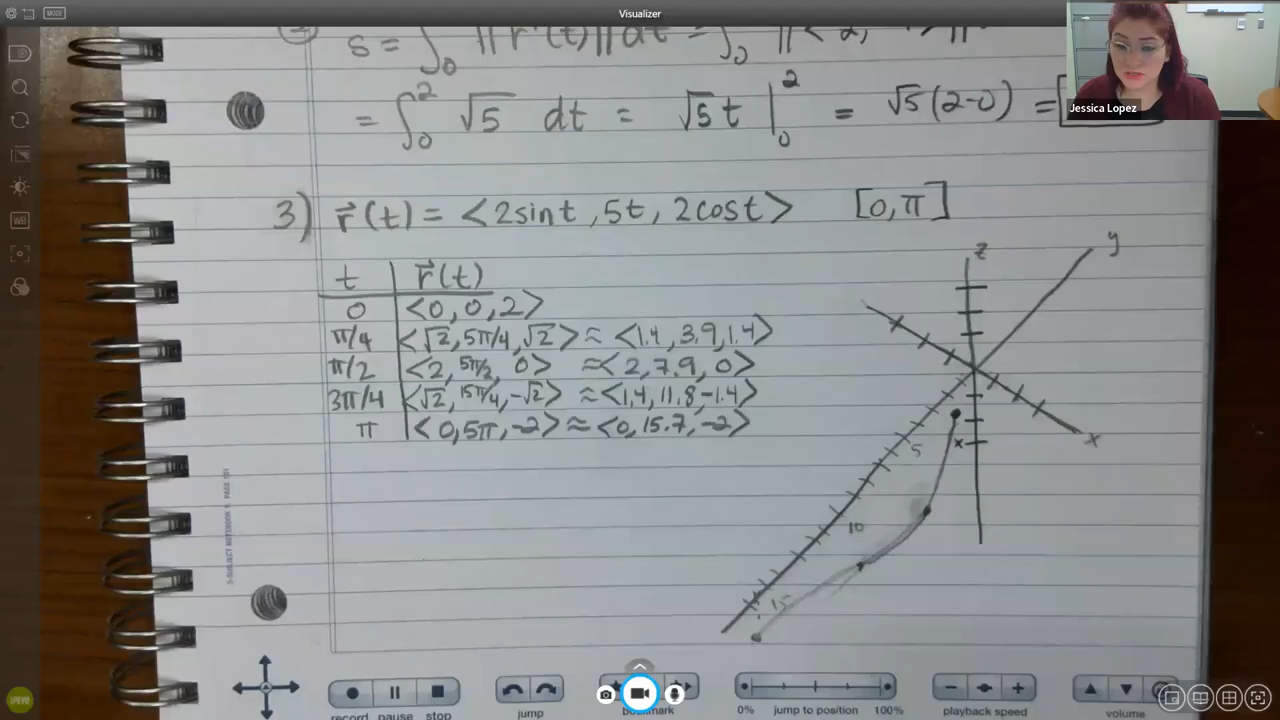 Visualizer
MODE
Jessica Lopez
WB
= ∫₀² √5 dt = √5 t |₀² = √5(2-0) =
3) r⃗(t) = <2sint, 5t, 2cost> [0,π]
t | r⃗(t)
0 | <0, 0, 2>
π/4 | <√2, 5π/4, √2> ≈ <1.4, 3.9, 1.4>
π/2 | <2, 5π/2, 0> ≈ <2, 7.9, 0>
3π/4 | <√2, 15π/4, -√2> ≈ <1.4, 11.8, -1.4>
π | <0, 5π, -2> ≈ <0, 15.7, -2>
z
y
x
5
10
15
record pause stop
jump
bookmark
0% jump to position 100%
playback speed
volume